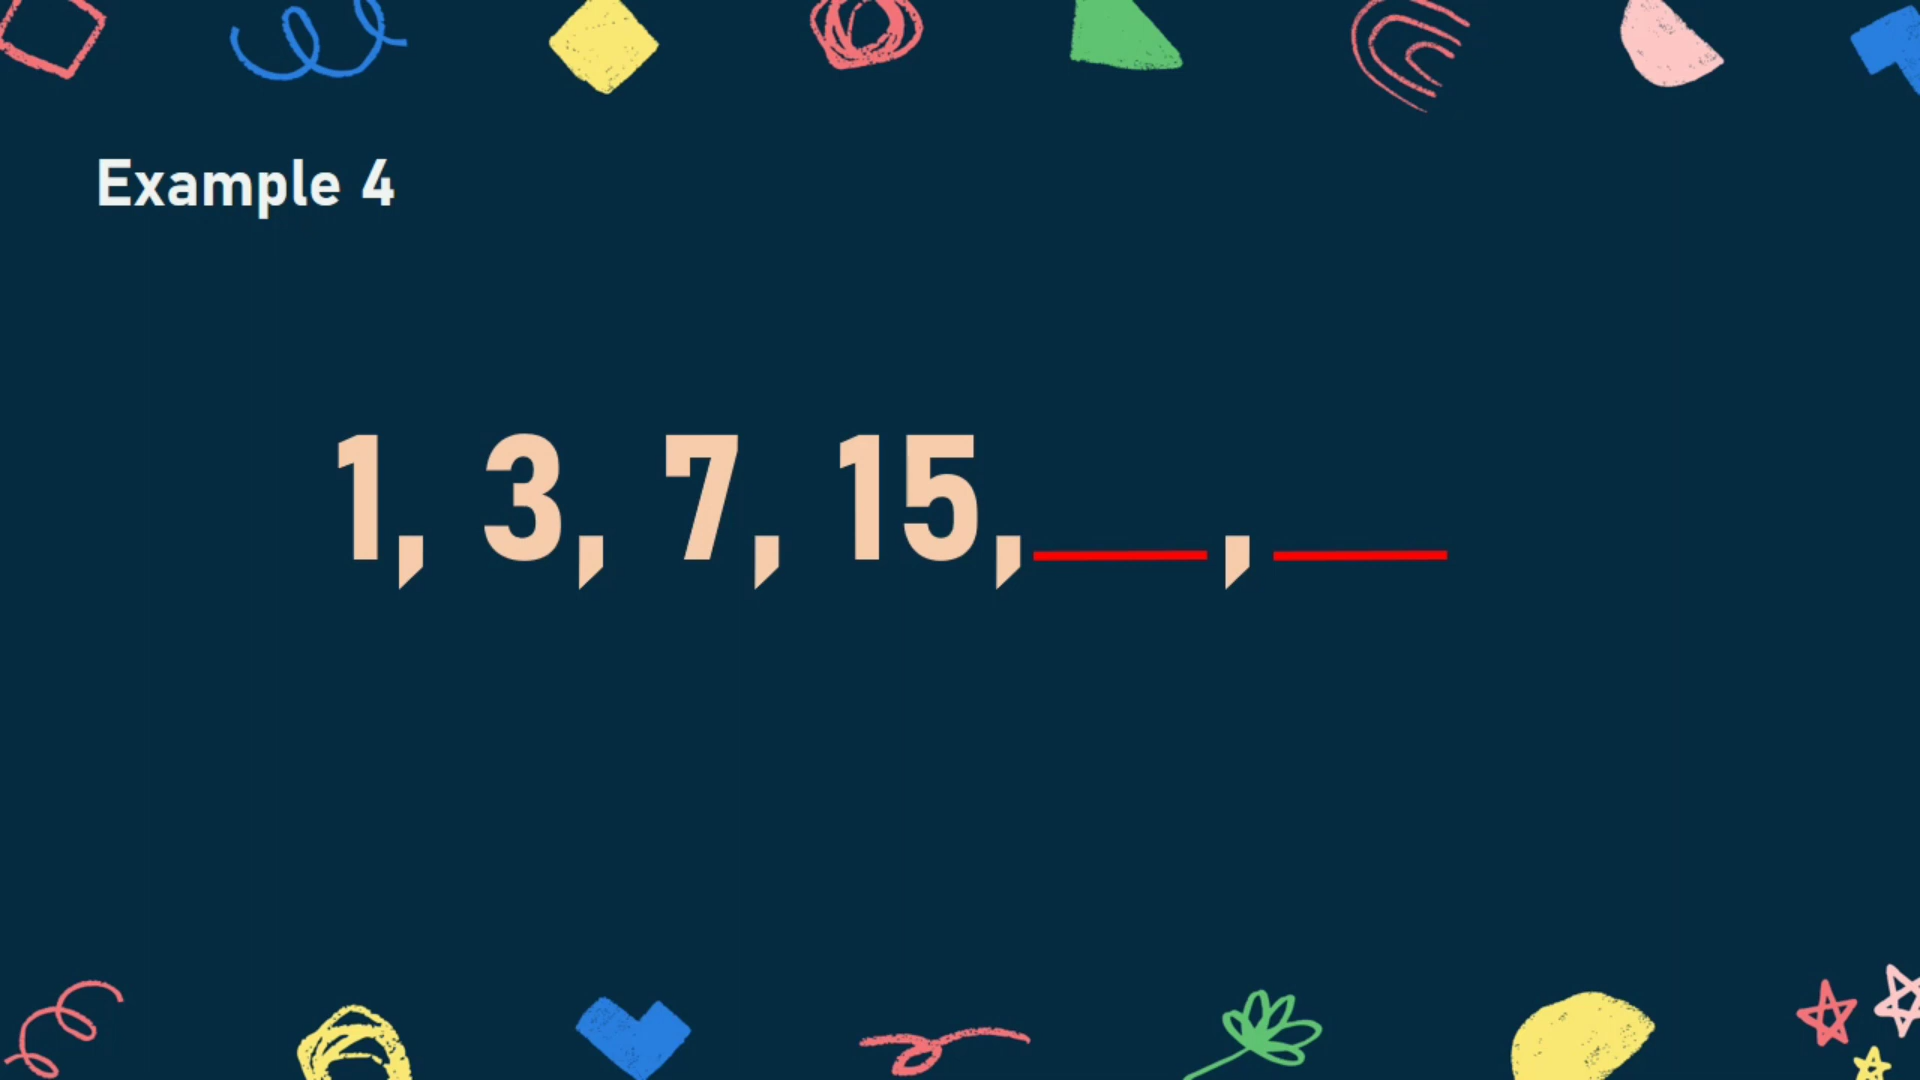 Example 4
1, 3, 7, 15,___ , ___